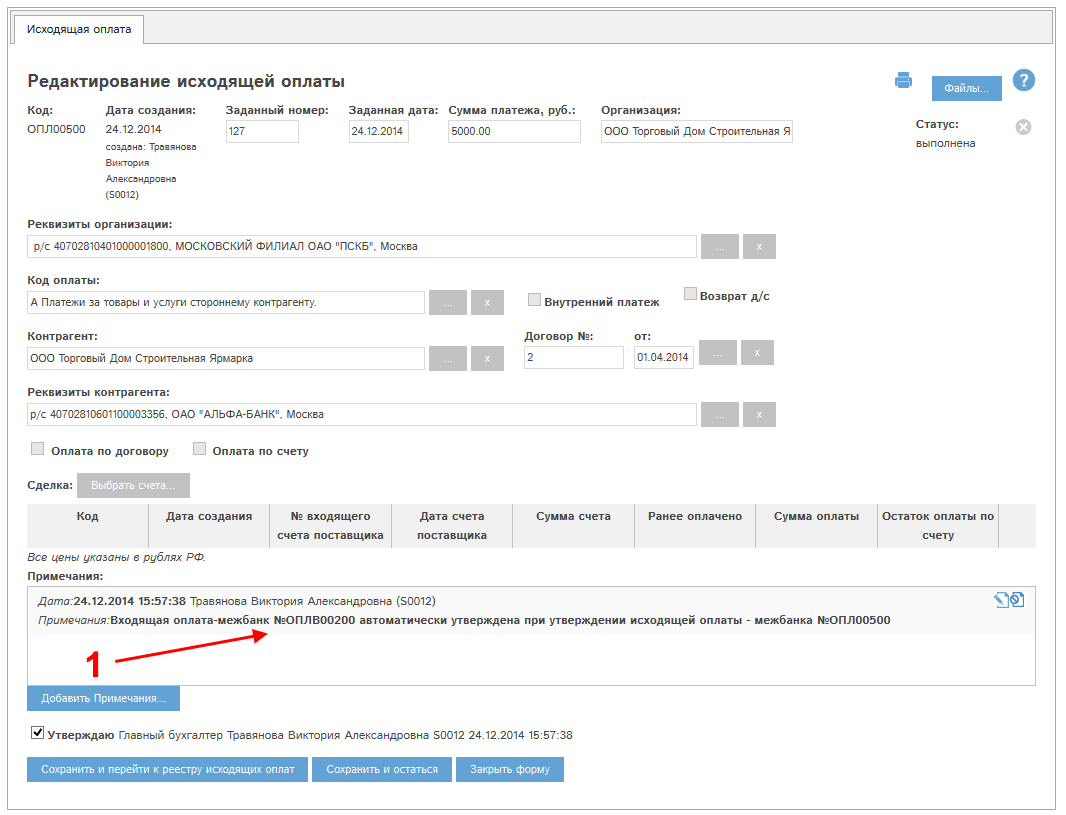 Исходящая оплата
Редактирование исходящей оплаты
Файлы...
?
Код:
ОПЛ00500
Дата создания:
24.12.2014
создана: Травянова
Виктория
Александровна
(S0012)
Заданный номер:
127
Заданная дата:
24.12.2014
Сумма платежа, руб.:
5000.00
Организация:
ООО Торговый Дом Строительная Я
Статус:
выполнена
Реквизиты организации:
р/с 40702810401000001800, МОСКОВСКИЙ ФИЛИАЛ ОАО "ПСКБ", Москва
... x
Код оплаты:
А Платежи за товары и услуги стороннему контрагенту.
... x
Внутренний платеж
Возврат д/с
Контрагент:
ООО Торговый Дом Строительная Ярмарка
... x
Договор №:
2
от:
01.04.2014
... x
Реквизиты контрагента:
р/с 40702810601100003356, ОАО "АЛЬФА-БАНК", Москва
... x
Оплата по договору
Оплата по счету
Сделка: Выбрать счета...
Код
Дата создания
№ входящего
счета поставщика
Дата счета
поставщика
Сумма счета
Ранее оплачено
Сумма оплаты
Остаток оплаты по
счету
Все цены указаны в рублях РФ.
Примечания:
Дата:24.12.2014 15:57:38 Травянова Виктория Александровна (S0012)
Примечания:Входящая оплата-межбанк №ОПЛВ00200 автоматически утверждена при утверждении исходящей оплаты - межбанка №ОПЛ00500
1
Добавить Примечания...
Утверждаю Главный бухгалтер Травянова Виктория Александровна S0012 24.12.2014 15:57:38
Сохранить и перейти к реестру исходящих оплат
Сохранить и остаться
Закрыть форму